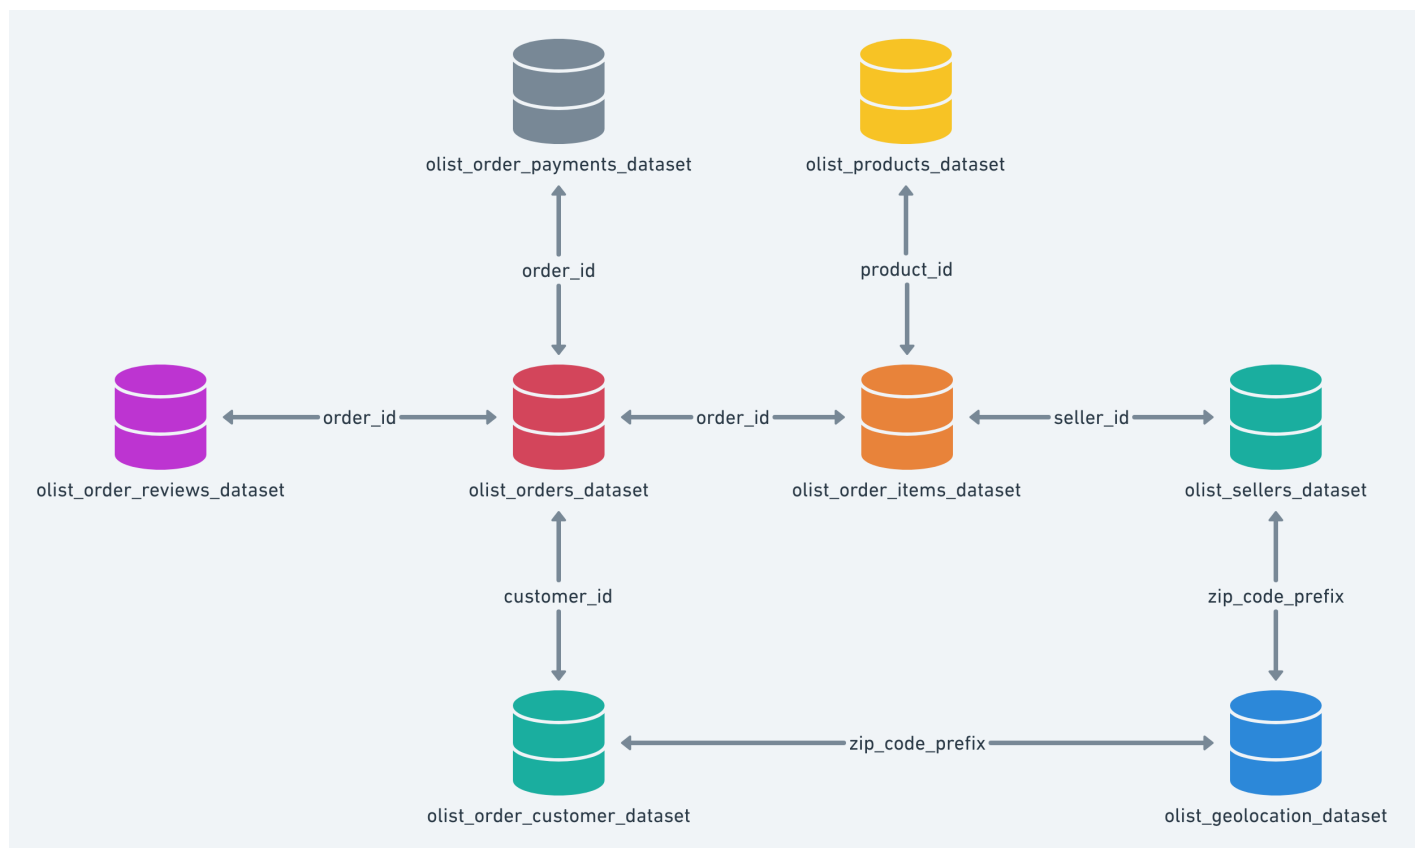 olist_order_payments_dataset
olist_products_dataset
order_id
product_id
order_id
order_id
seller_id
olist_order_reviews_dataset
olist_orders_dataset
olist_order_items_dataset
olist_sellers_dataset
customer_id
zip_code_prefix
zip_code_prefix
olist_order_customer_dataset
olist_geolocation_dataset